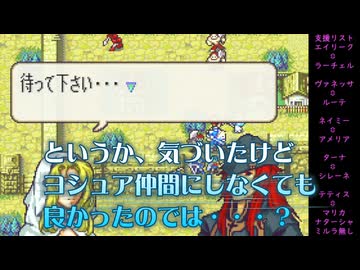 待って下さい・・・
というか、気づいたけど
ヨシュア仲間にしなくても
良かったのでは・・・？
支援リスト
エイリーク
ラーチェル
ヴァネッサ
ルーテ
ネイミー
アメリア
ターナ
シレーネ
テティス
マリカ
ナターシャ
ミルラ無し